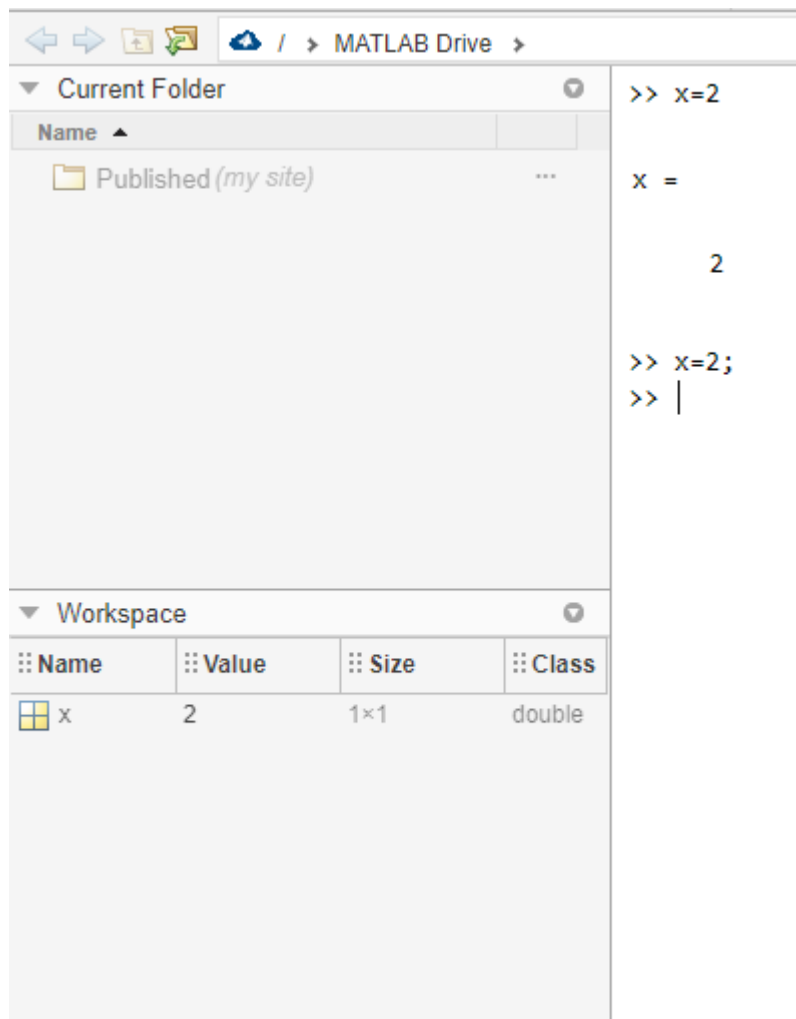 / > MATLAB Drive >
Current Folder
Name
Published (my site) ...
>> x=2
x =
2
>> x=2;
>>
Workspace
Name Value Size Class
x 2 1×1 double